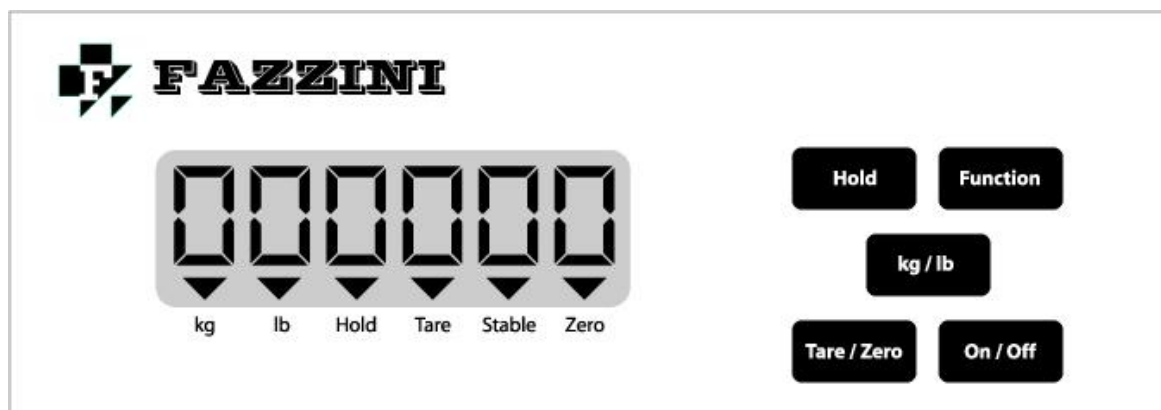 F FAZZINI
000000
kg lb Hold Tare Stable Zero
Hold Function
kg / lb
Tare / Zero On / Off